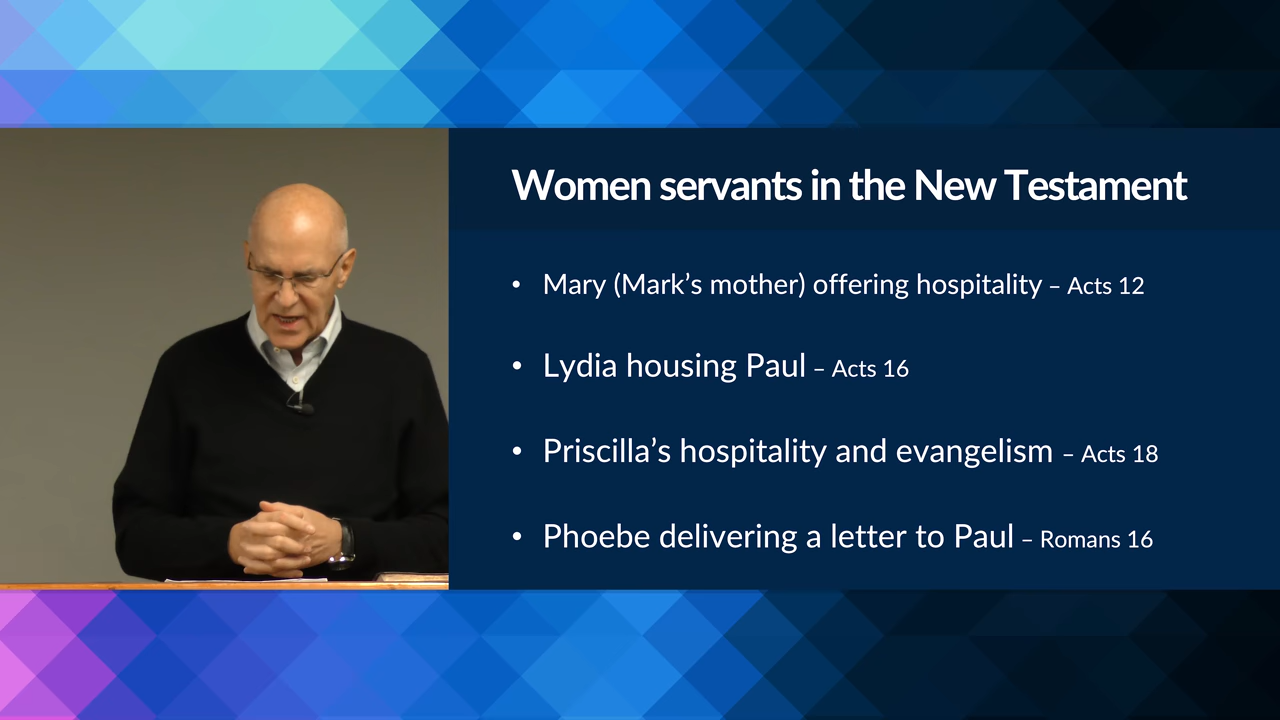 Women servants in the New Testament
• Mary (Mark’s mother) offering hospitality – Acts 12
• Lydia housing Paul – Acts 16
• Priscilla’s hospitality and evangelism – Acts 18
• Phoebe delivering a letter to Paul – Romans 16